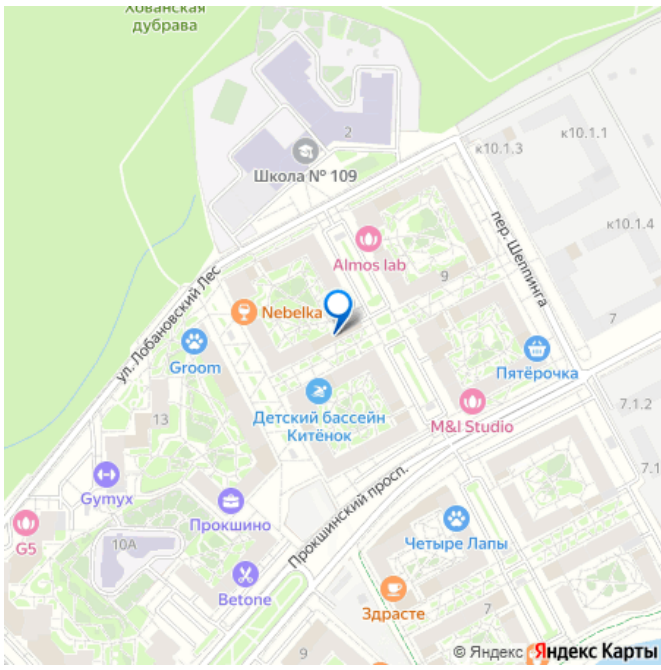 Хованская
дубрава
2
к10.1.1
к10.1.3
Школа № 109
пер. Шеппинга
к10.1.4
Almos lab
9
ул. Лобановский Лес
Nebelka
7
Groom
Пятёрочка
Детский бассейн
Китёнок
7.1.2
M&I Studio
13
7.1
Gymyx
Прокшино
Прокшинский просп.
G5
10А
Четыре Лапы
Betone
Здрасте
7
9
© Яндекс Яндекс Карты